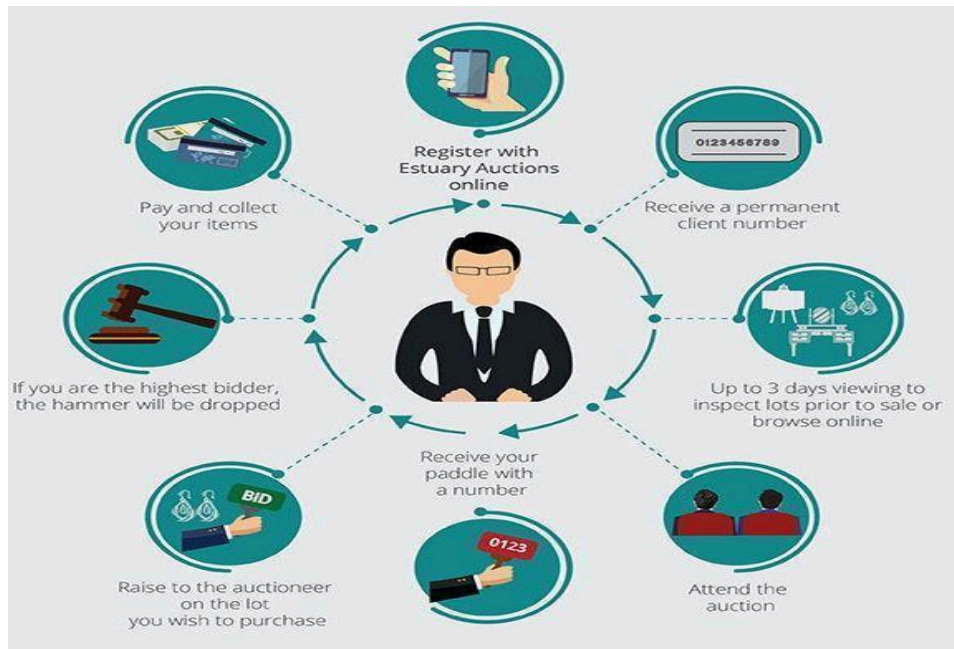 Register with
Estuary Auctions
online
0123456789
Receive a permanent
client number
Up to 3 days viewing to
inspect lots prior to sale or
browse online
Attend the
auction
Receive your
paddle with
a number
0123
BID
Raise to the auctioneer
on the lot
you wish to purchase
If you are the highest bidder,
the hammer will be dropped
Pay and collect
your items